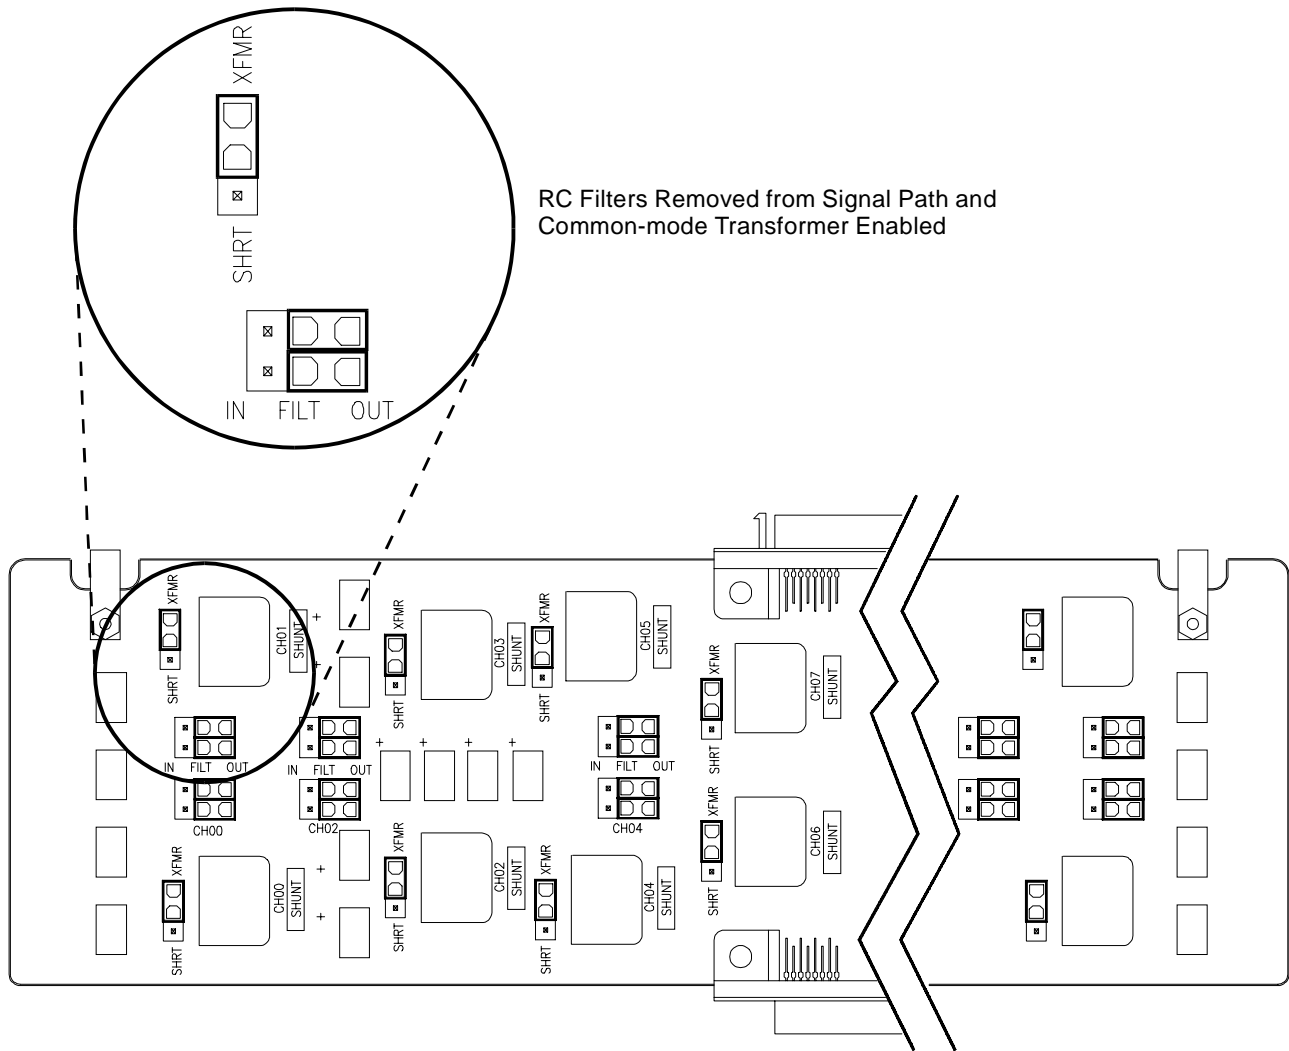 XFMR
SHRT
RC Filters Removed from Signal Path and
Common-mode Transformer Enabled
IN FILT OUT
XFMR
SHRT
CH01
SHUNT
+
+
XFMR
SHRT
CH03
SHUNT
XFMR
SHRT
CH05
SHUNT
XFMR
SHRT
CH07
SHUNT
IN FILT OUT
IN FILT OUT
+ + + +
IN FILT OUT
CH00
CH02
CH04
XFMR
SHRT
CH00
SHUNT
+
+
XFMR
SHRT
CH02
SHUNT
XFMR
SHRT
CH04
SHUNT
XFMR
SHRT
CH06
SHUNT